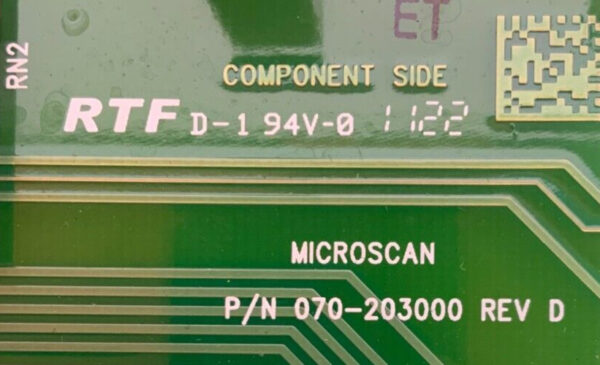 ET
RN2
COMPONENT SIDE
RTF D-1 94V-0 1122
MICROSCAN
P/N 070-203000 REV D